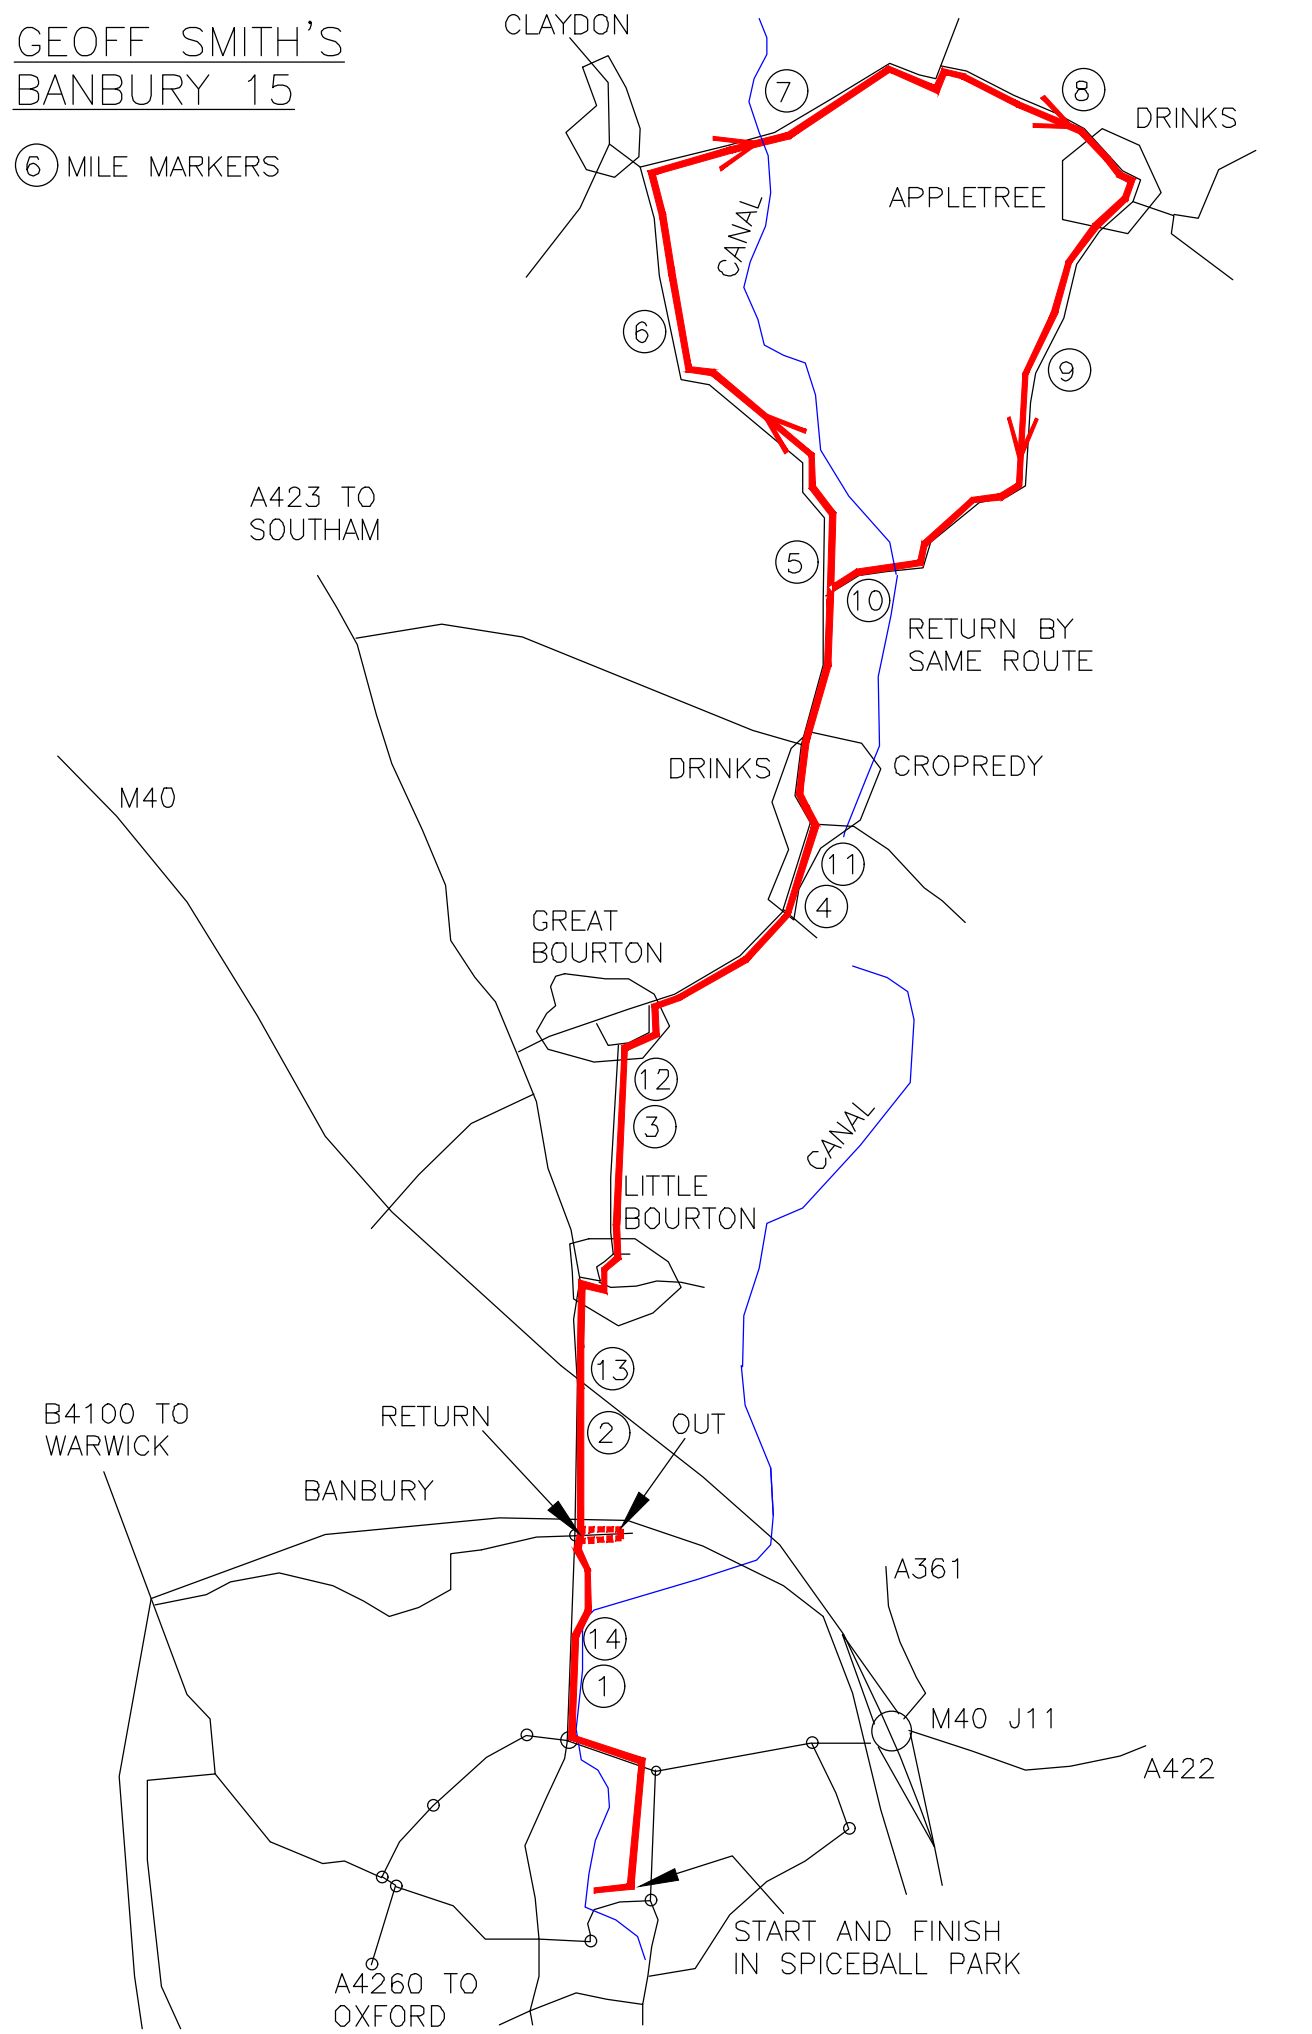 GEOFF SMITH'S
BANBURY 15
6 MILE MARKERS
CLAYDON
7
8
DRINKS
APPLETREE
CANAL
6
9
A423 TO
SOUTHAM
5
10
RETURN BY
SAME ROUTE
DRINKS
CROPREDY
M40
11
4
GREAT
BOURTON
12
3
CANAL
LITTLE
BOURTON
13
2
B4100 TO
WARWICK
RETURN
OUT
BANBURY
A361
14
1
M40 J11
A422
START AND FINISH
IN SPICEBALL PARK
A4260 TO
OXFORD